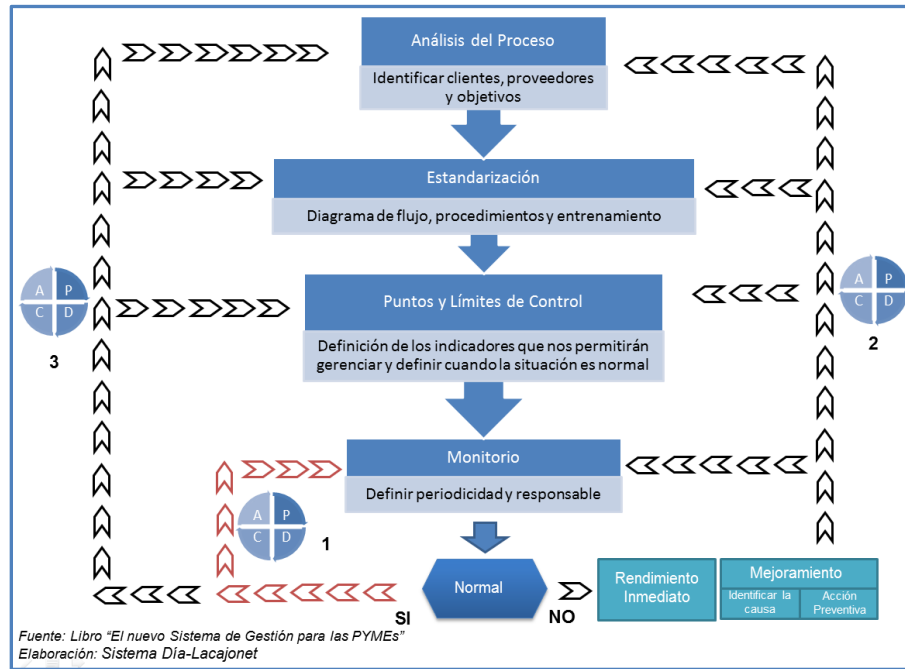 Análisis del Proceso
Identificar clientes, proveedores
y objetivos
Estandarización
Diagrama de flujo, procedimientos y entrenamiento
A P
C D
3
Puntos y Límites de Control
Definición de los indicadores que nos permitirán
gerenciar y definir cuando la situación es normal
A P
C D
2
Monitorio
Definir periodicidad y responsable
A P
C D
1
Normal
SI
NO
Rendimiento
Inmediato
Mejoramiento
Identificar la
causa
Acción
Preventiva
Fuente: Libro “El nuevo Sistema de Gestión para las PYMEs”
Elaboración: Sistema Día-Lacajonet